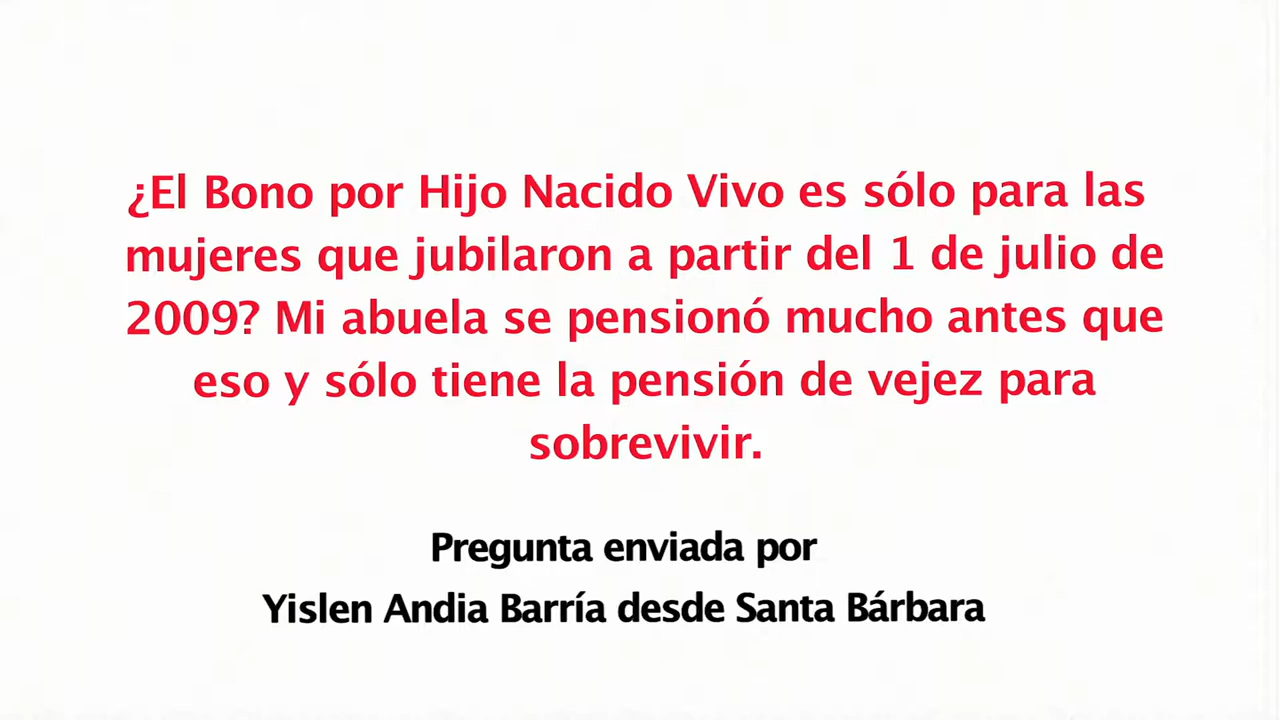 ¿El Bono por Hijo Nacido Vivo es sólo para las
mujeres que jubilaron a partir del 1 de julio de
2009? Mi abuela se pensionó mucho antes que
eso y sólo tiene la pensión de vejez para
sobrevivir.
Pregunta enviada por
Yislen Andia Barría desde Santa Bárbara